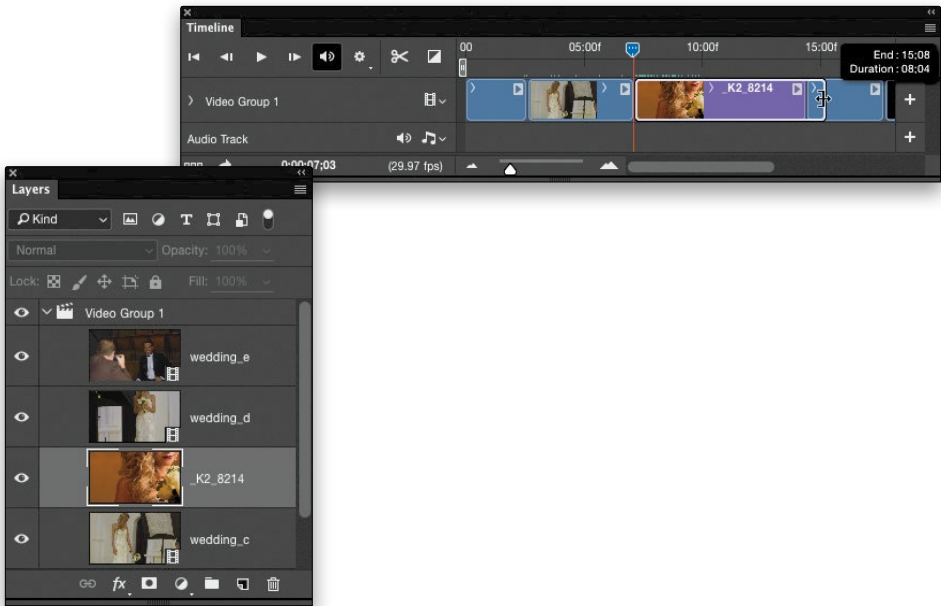 Timeline
00 05:00f 10:00f 15:00f
End: 15;08
Duration: 08;04
Video Group 1
_K2_8214
Audio Track
0;00;07;03 (29.97 fps)
Layers
Kind
Normal Opacity: 100%
Lock: Fill: 100%
Video Group 1
wedding_e
wedding_d
_K2_8214
wedding_c
fx